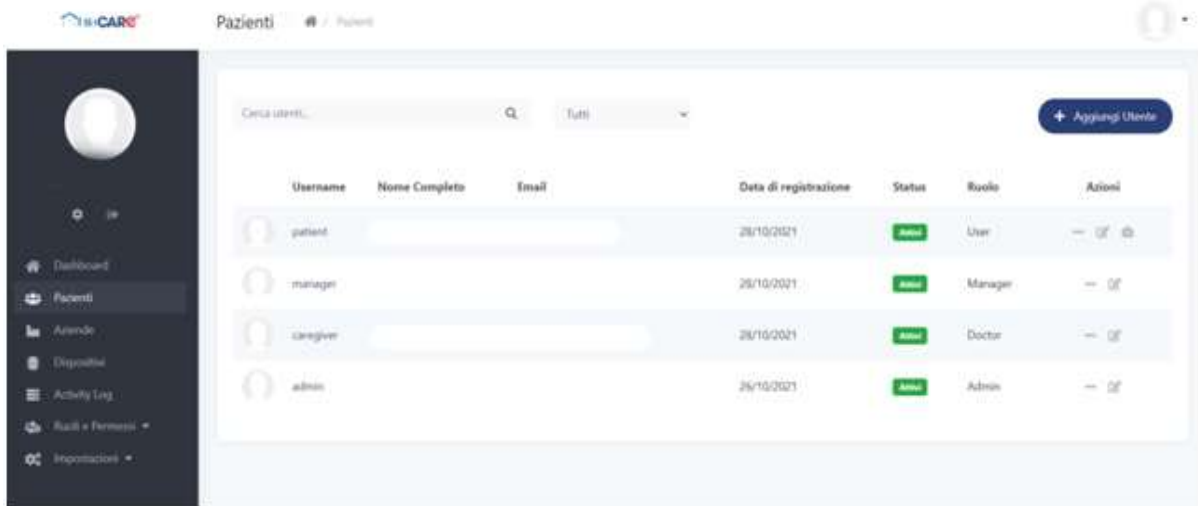 CARE
Pazienti / Pazienti
Cerca utenti... Tutti + Aggiungi Utente
Username Nome Completo Email Data di registrazione Status Ruolo Azioni
patient 28/10/2021 Attivi User
manager 28/10/2021 Attivi Manager
caregiver 28/10/2021 Attivi Doctor
admin 26/10/2021 Attivi Admin
Dashboard
Pazienti
Aziende
Dispositivi
Activity Log
Ruoli e Permessi
Impostazioni